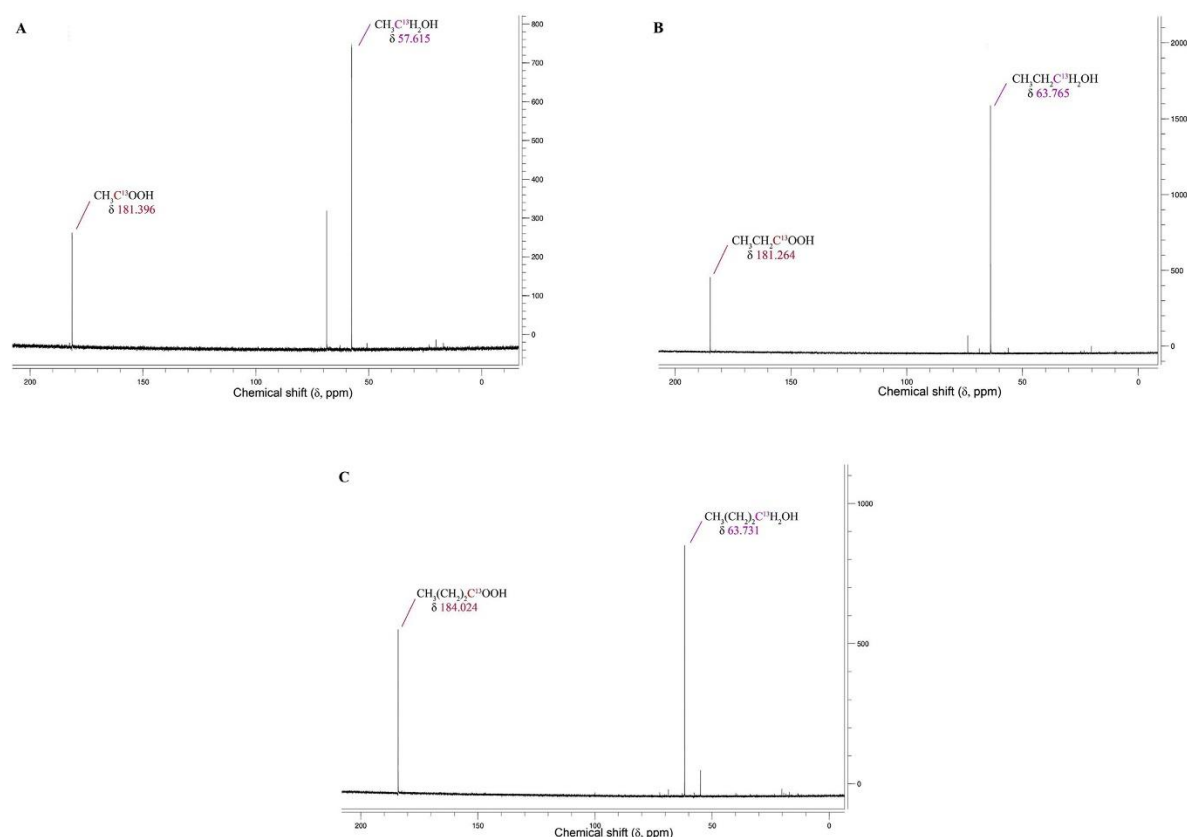 A
CH₃C¹³H₂OH
δ 57.615
CH₃C¹³OOH
δ 181.396
800
700
600
500
400
300
200
100
0
200
150
100
50
0
Chemical shift (δ, ppm)
B
CH₃CH₂C¹³H₂OH
δ 63.765
CH₃CH₂C¹³OOH
δ 181.264
2000
1500
1000
500
0
200
150
100
50
0
Chemical shift (δ, ppm)
C
CH₃(CH₂)₂C¹³H₂OH
δ 63.731
CH₃(CH₂)₂C¹³OOH
δ 184.024
1000
500
0
200
150
100
50
0
Chemical shift (δ, ppm)